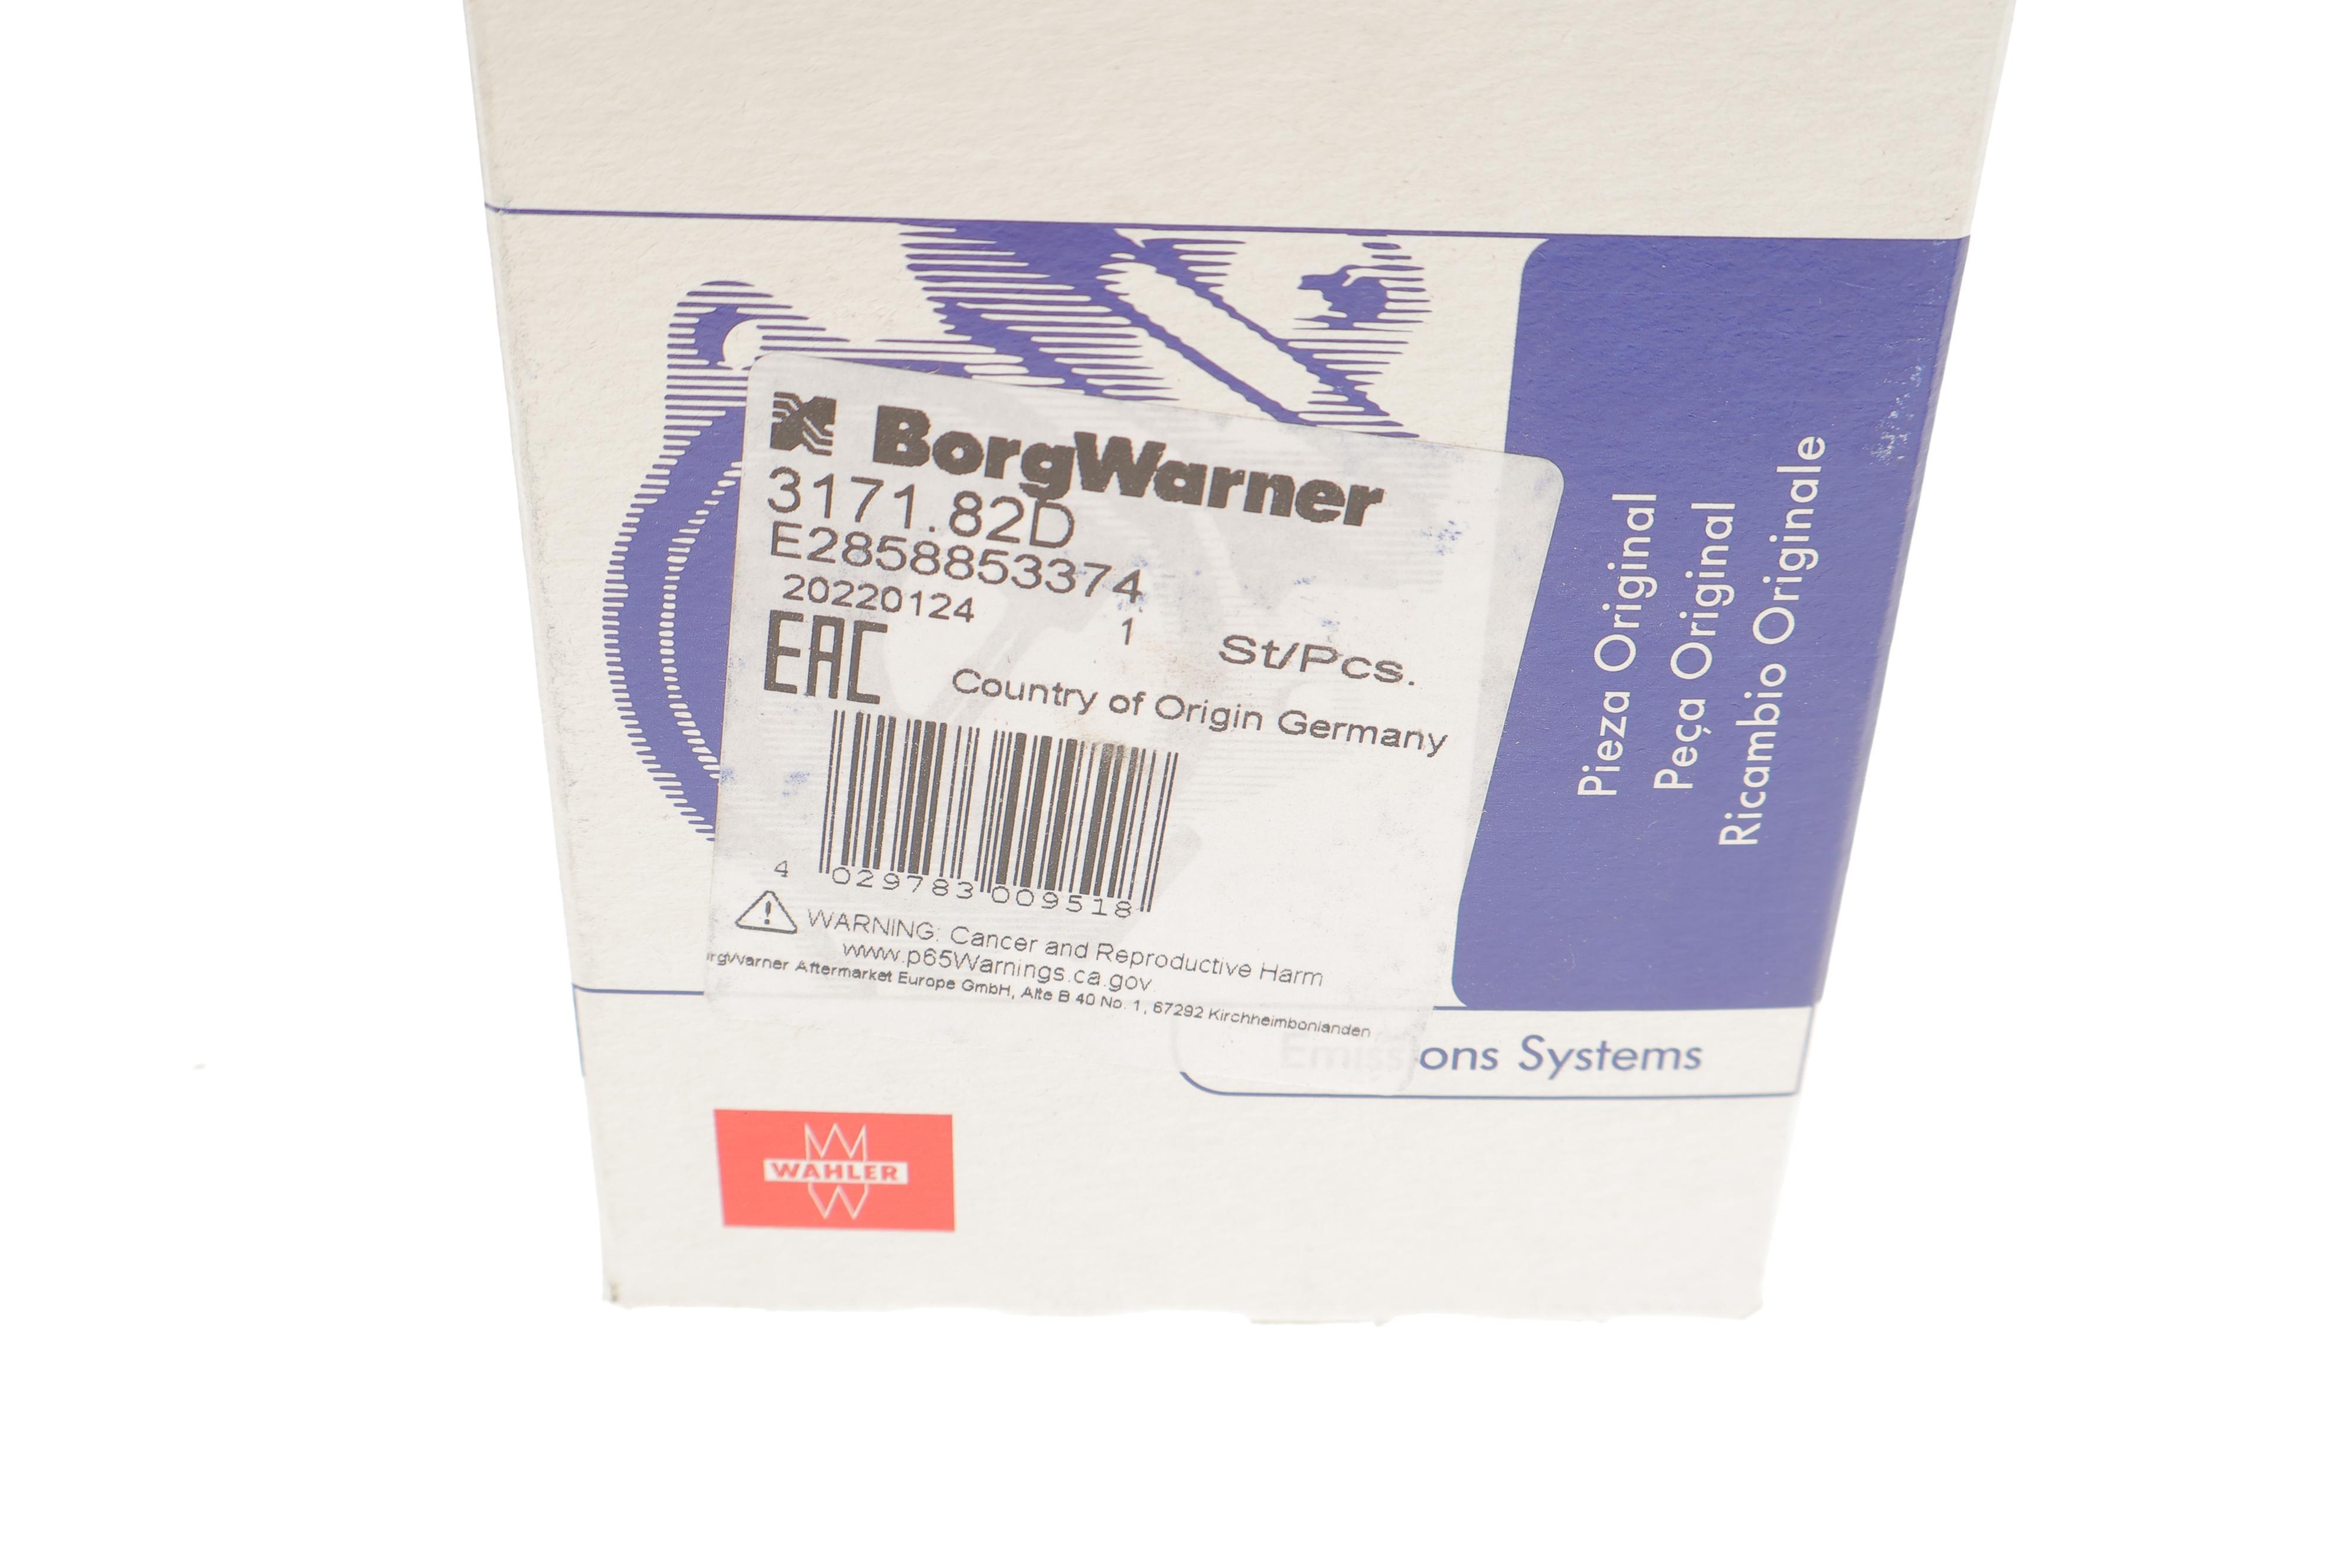 BorgWarner
3171.82D
E2858853374
20220124
1 St/Pcs.
EAC
Country of Origin Germany
4 029783 009518
WARNING: Cancer and Reproductive Harm
www.p65Warnings.ca.gov
rgWarner Aftermarket Europe GmbH, Alte B 40 No. 1, 67292 Kirchheimbolanden
Emissions Systems
Pieza Original
Peça Original
Ricambio Originale
WAHLER